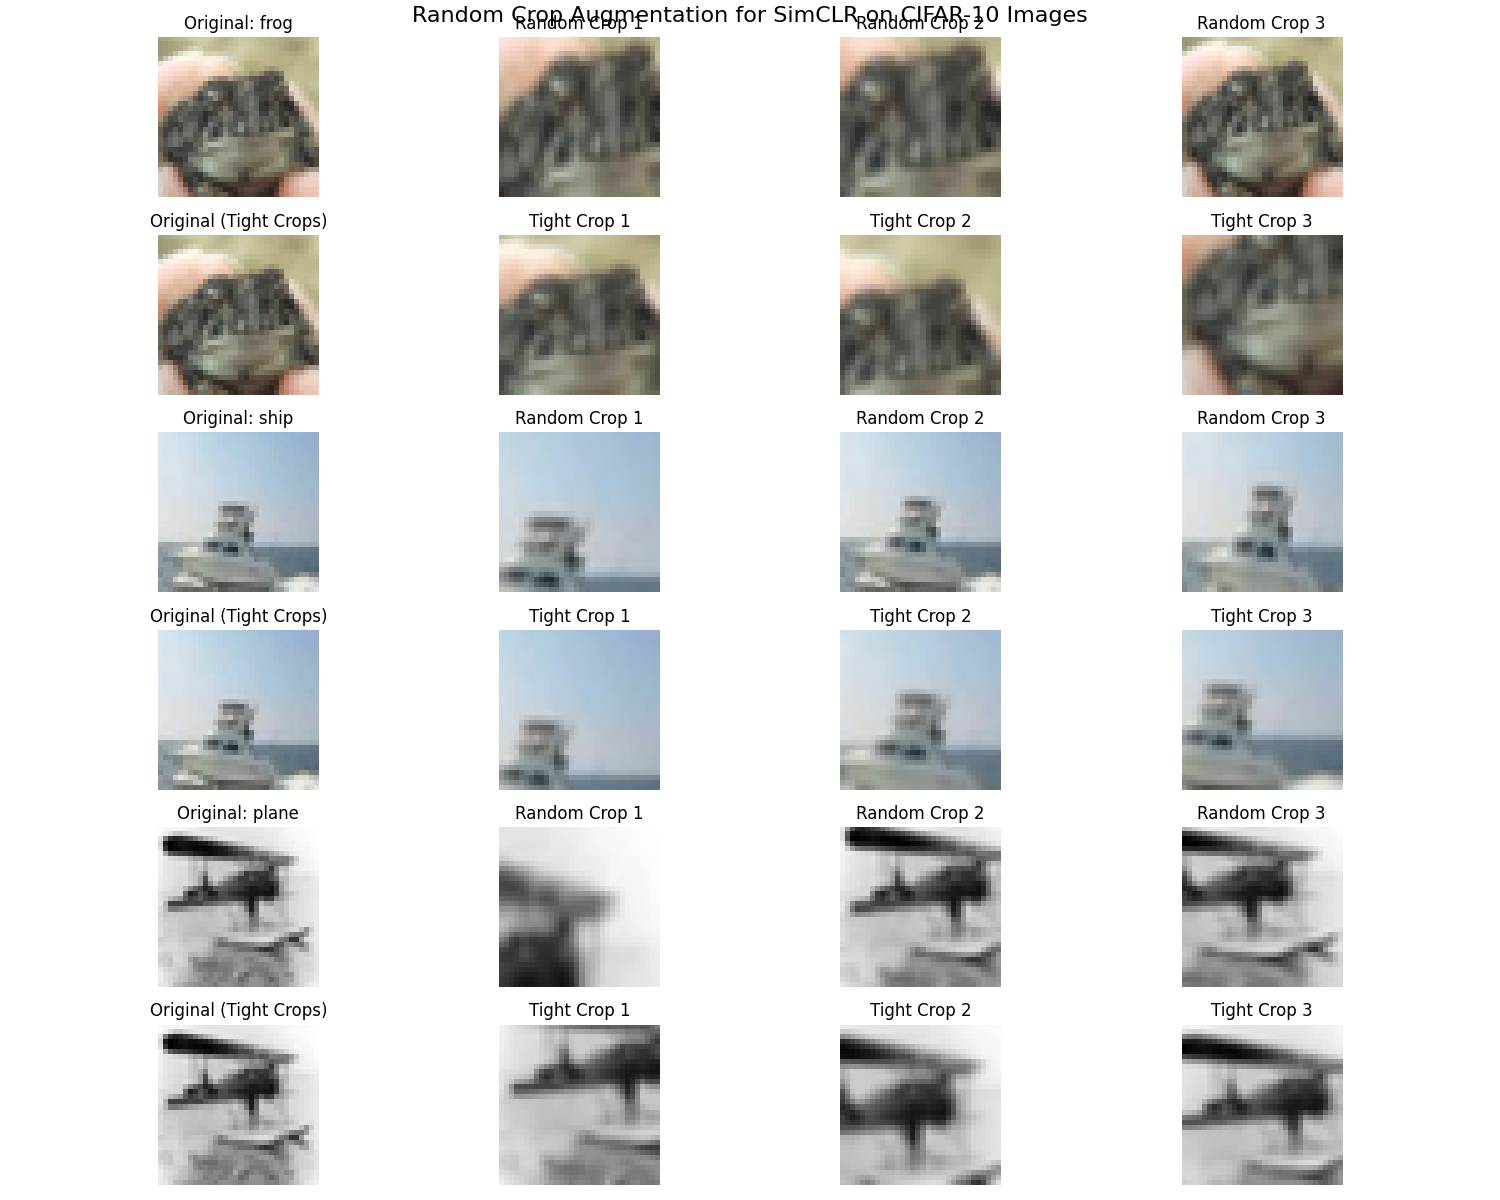 Random Crop Augmentation for SimCLR on CIFAR-10 Images
Original: frog
Random Crop 1
Random Crop 2
Random Crop 3
Original (Tight Crops)
Tight Crop 1
Tight Crop 2
Tight Crop 3
Original: ship
Random Crop 1
Random Crop 2
Random Crop 3
Original (Tight Crops)
Tight Crop 1
Tight Crop 2
Tight Crop 3
Original: plane
Random Crop 1
Random Crop 2
Random Crop 3
Original (Tight Crops)
Tight Crop 1
Tight Crop 2
Tight Crop 3